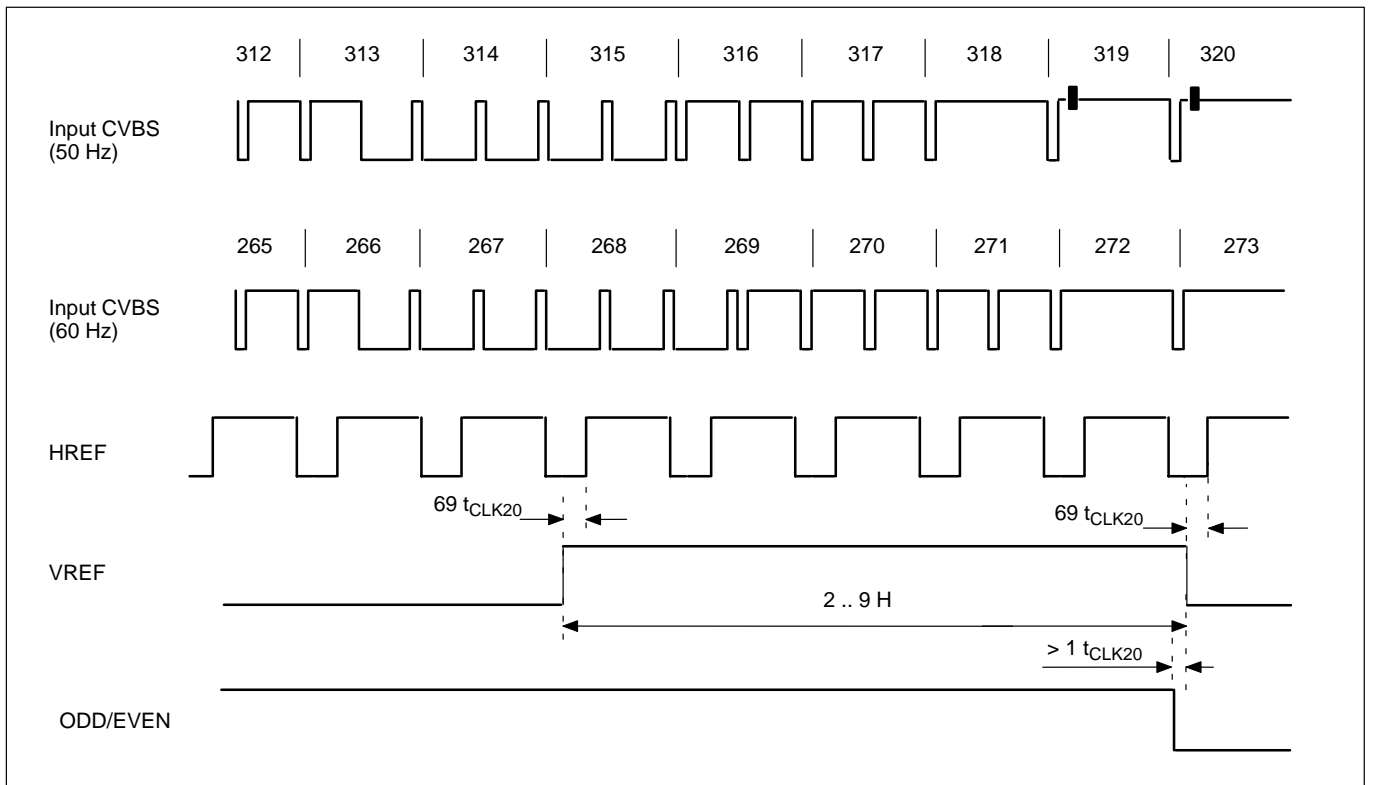 312 | 313 | 314 | 315 | 316 | 317 | 318 | 319 | 320
Input CVBS
(50 Hz)
265 | 266 | 267 | 268 | 269 | 270 | 271 | 272 | 273
Input CVBS
(60 Hz)
HREF
69 tCLK20
69 tCLK20
VREF
2 .. 9 H
> 1 tCLK20
ODD/EVEN